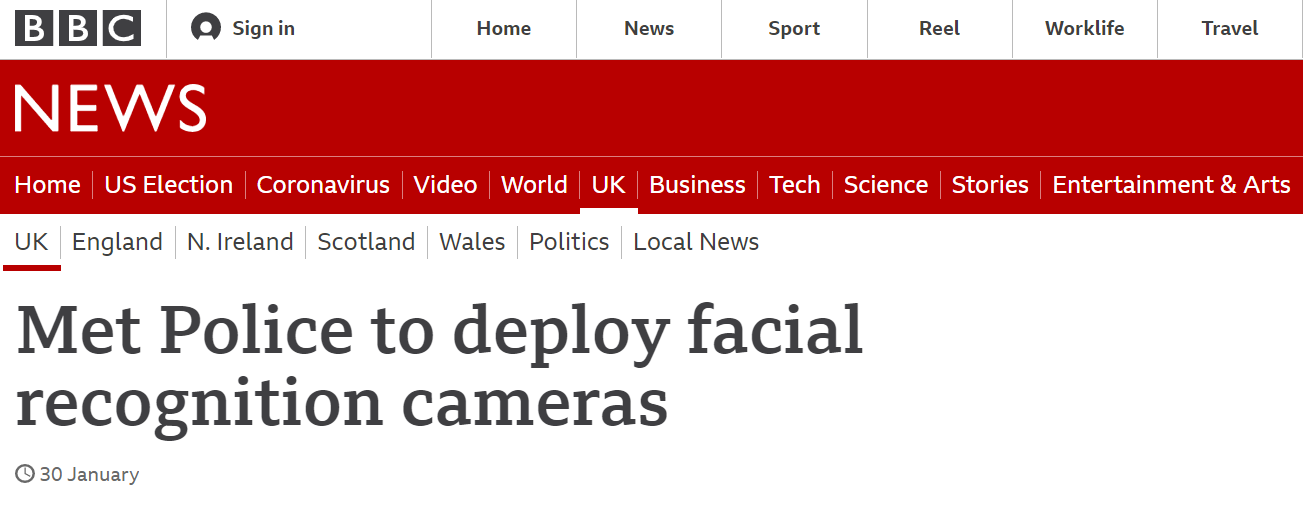 BBC Sign in Home News Sport Reel Worklife Travel
NEWS
Home US Election Coronavirus Video World UK Business Tech Science Stories Entertainment & Arts
UK England N. Ireland Scotland Wales Politics Local News
Met Police to deploy facial
recognition cameras
30 January